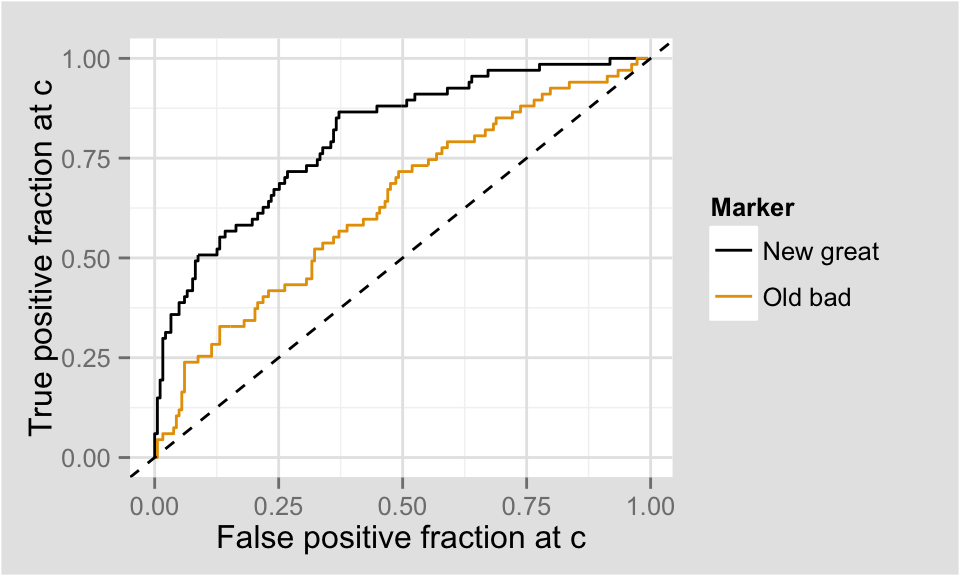 True positive fraction at c
1.00
0.75
0.50
0.25
0.00
0.00 0.25 0.50 0.75 1.00
False positive fraction at c
Marker
New great
Old bad